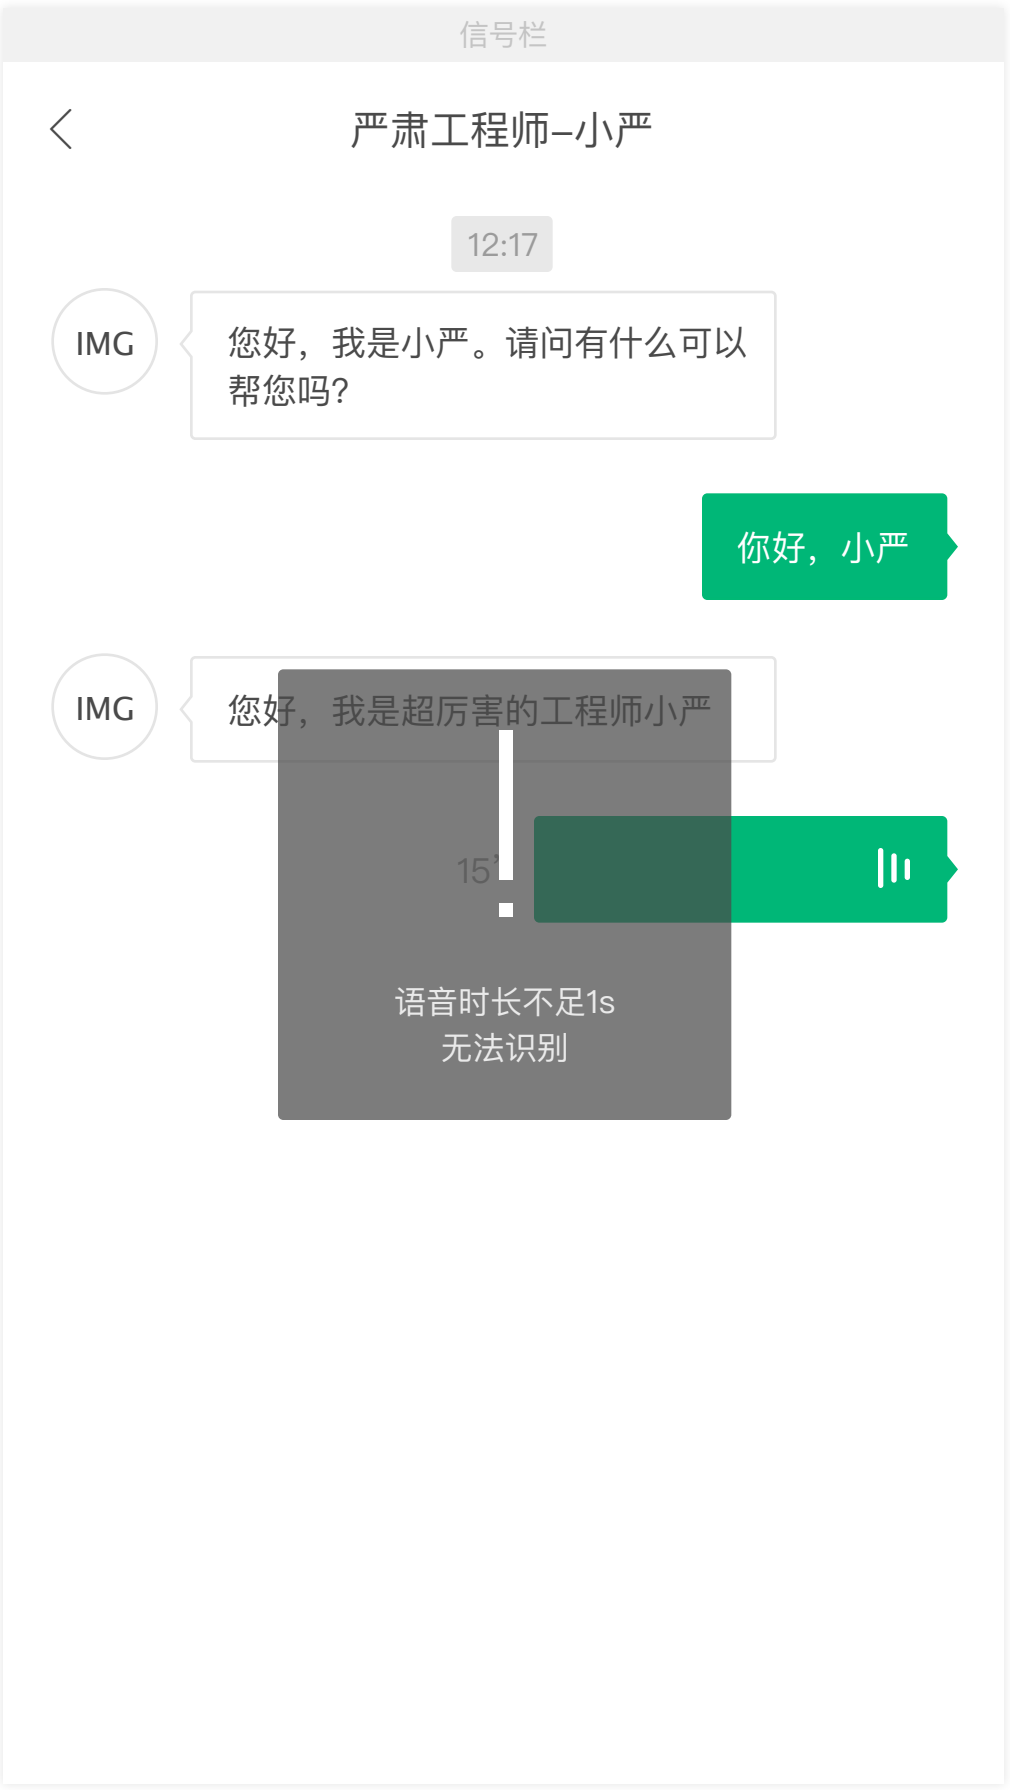 信号栏
严肃工程师–小严
12:17
IMG
您好，我是小严。请问有什么可以
帮您吗？
你好，小严
IMG
您好，我是超厉害的工程师小严
15’
语音时长不足1s
无法识别